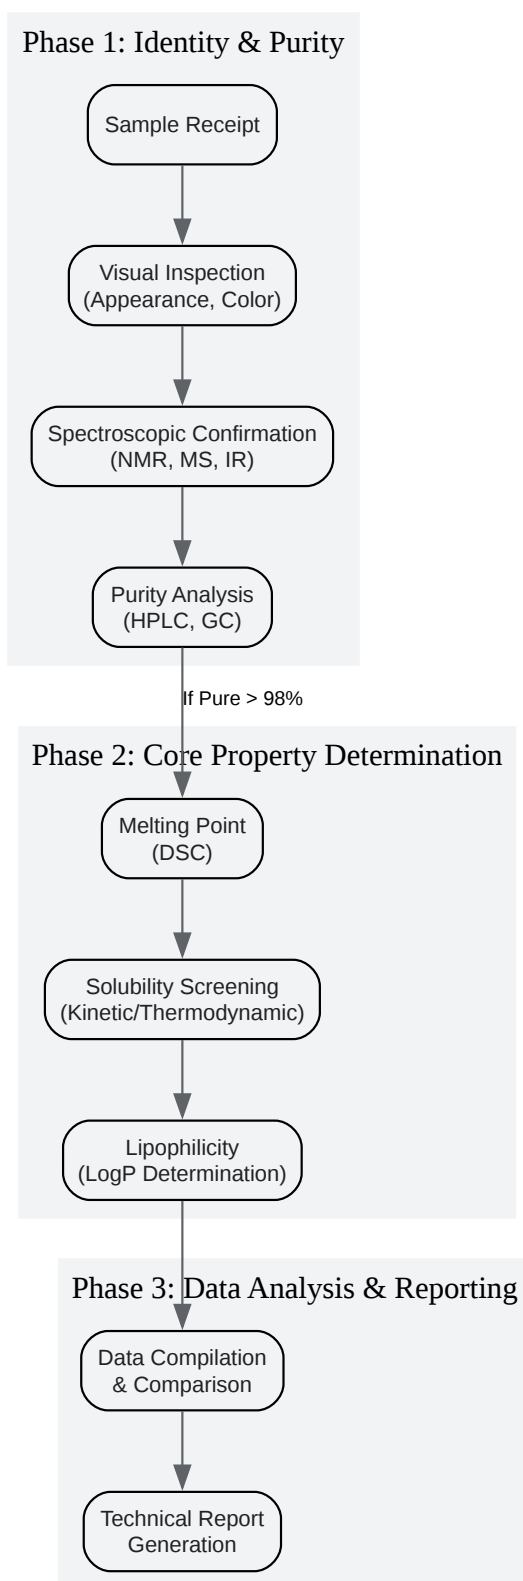 Phase 1: Identity & Purity
Sample Receipt
Visual Inspection
(Appearance, Color)
Spectroscopic Confirmation
(NMR, MS, IR)
Purity Analysis
(HPLC, GC)
If Pure > 98%
Phase 2: Core Property Determination
Melting Point
(DSC)
Solubility Screening
(Kinetic/Thermodynamic)
Lipophilicity
(LogP Determination)
Phase 3: Data Analysis & Reporting
Data Compilation
& Comparison
Technical Report
Generation